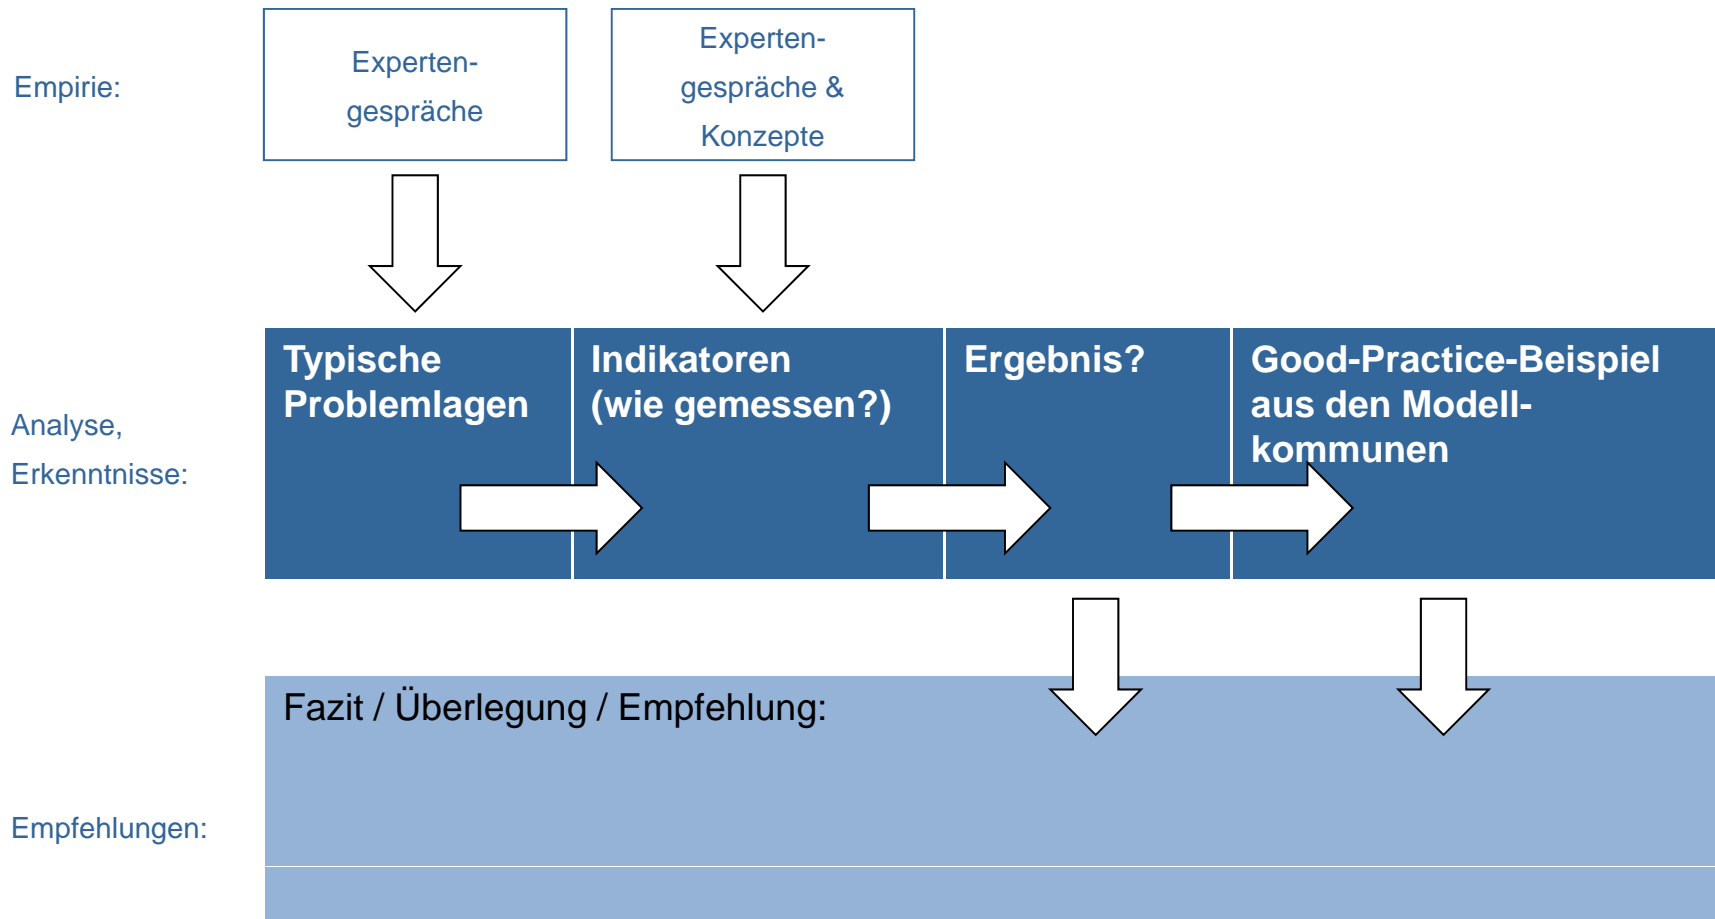 Empirie:
Experten-
gespräche
Experten-
gespräche &
Konzepte
Analyse,
Erkenntnisse:
Typische
Problemlagen
Indikatoren
(wie gemessen?)
Ergebnis?
Good-Practice-Beispiel
aus den Modell-
kommunen
Empfehlungen:
Fazit / Überlegung / Empfehlung: